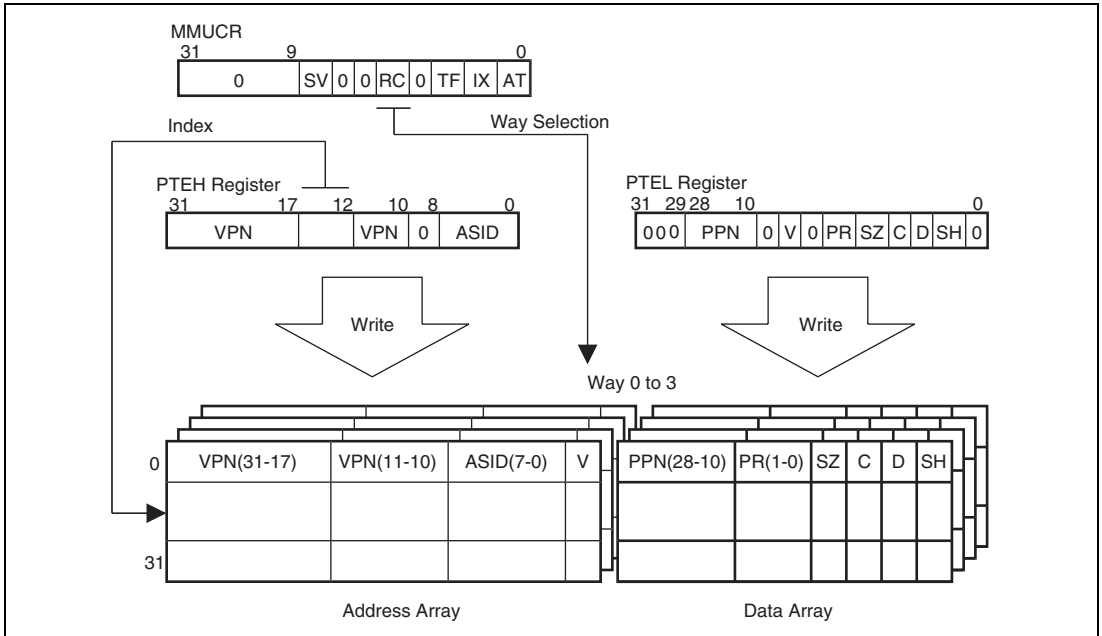 MMUCR
31 9 0
0 SV 0 0 RC 0 TF IX AT
Index
Way Selection
PTEH Register
31 17 12 10 8 0
VPN VPN 0 ASID
PTEL Register
31 29 28 10 0
0 0 0 PPN 0 V 0 PR SZ C D SH 0
Write
Write
Way 0 to 3
0 VPN(31-17) VPN(11-10) ASID(7-0) V PPN(28-10) PR(1-0) SZ C D SH
31
Address Array
Data Array